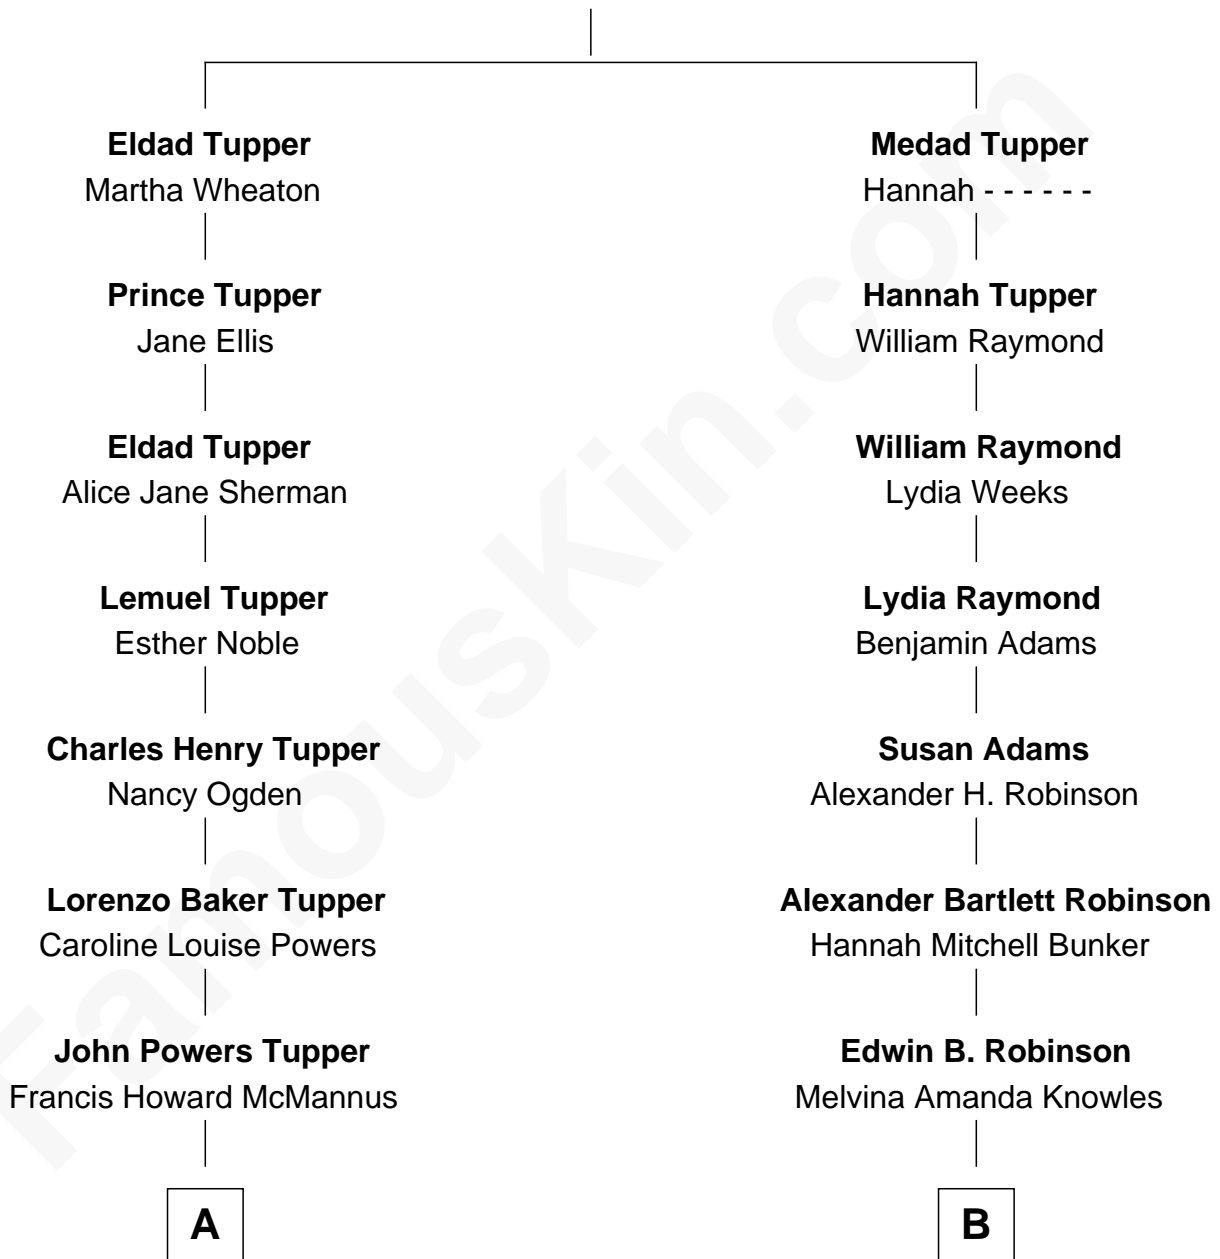 Eldad Tupper
Martha Wheaton
Prince Tupper
Jane Ellis
Eldad Tupper
Alice Jane Sherman
Lemuel Tupper
Esther Noble
Charles Henry Tupper
Nancy Ogden
Lorenzo Baker Tupper
Caroline Louise Powers
John Powers Tupper
Francis Howard McMannus
A
Medad Tupper
Hannah - - - - - -
Hannah Tupper
William Raymond
William Raymond
Lydia Weeks
Lydia Raymond
Benjamin Adams
Susan Adams
Alexander H. Robinson
Alexander Bartlett Robinson
Hannah Mitchell Bunker
Edwin B. Robinson
Melvina Amanda Knowles
B
FamousKin.com